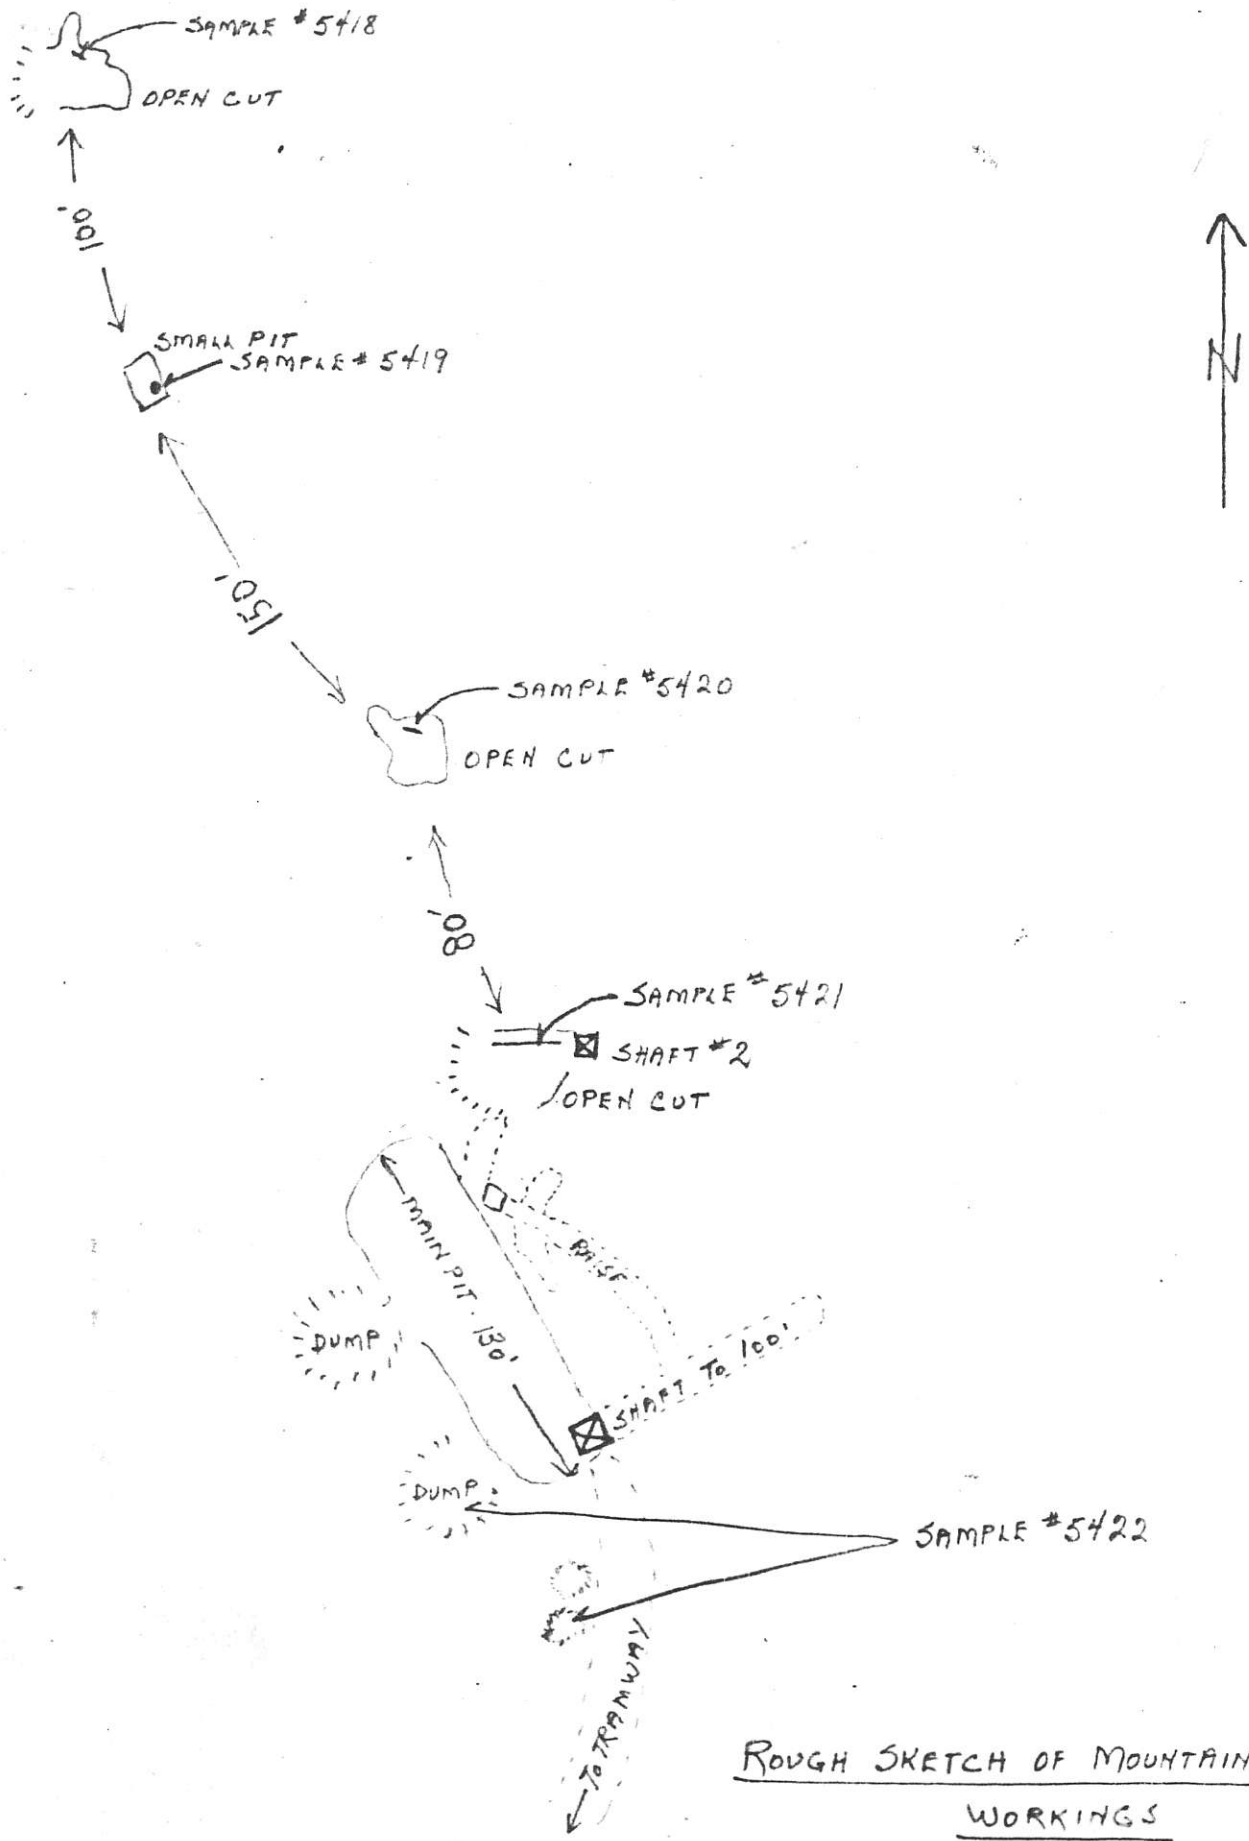 SAMPLE #5418
OPEN CUT
100'
SMALL PIT
SAMPLE #5419
N
150'
SAMPLE #5420
OPEN CUT
80'
SAMPLE #5421
SHAFT #2
OPEN CUT
RAISE
MAIN PIT - 130'
DUMP
SHAFT TO 100'
DUMP
SAMPLE #5422
TO TRAMWAY
ROUGH SKETCH OF MOUNTAIN
WORKINGS